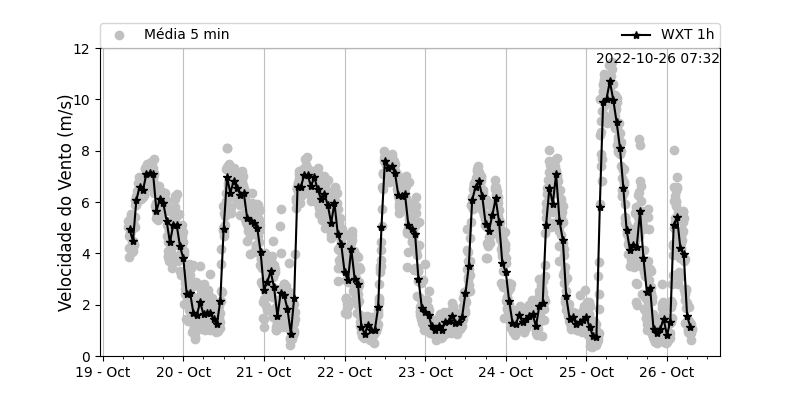 Média 5 min
WXT 1h
2022-10-26 07:32
Velocidade do Vento (m/s)
12
10
8
6
4
2
0
19 - Oct
20 - Oct
21 - Oct
22 - Oct
23 - Oct
24 - Oct
25 - Oct
26 - Oct